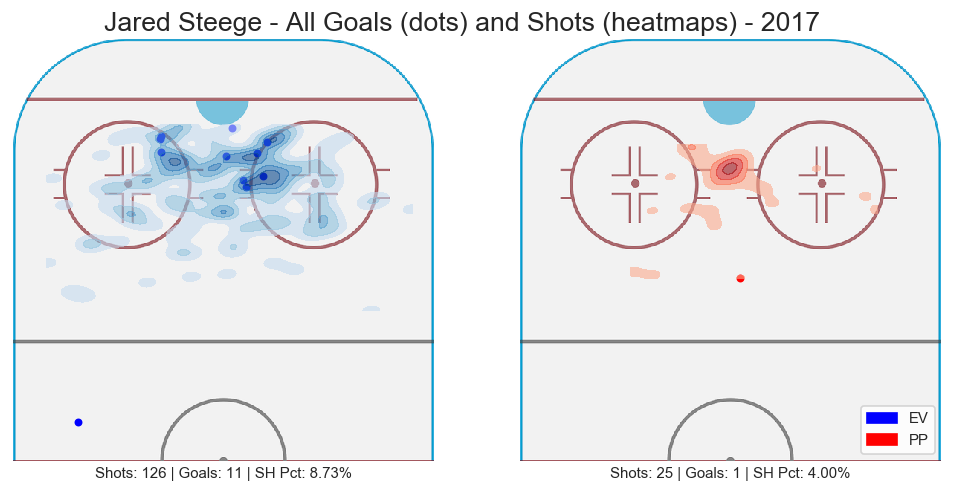 Jared Steege - All Goals (dots) and Shots (heatmaps) - 2017
EV
PP
Shots: 126 | Goals: 11 | SH Pct: 8.73%
Shots: 25 | Goals: 1 | SH Pct: 4.00%